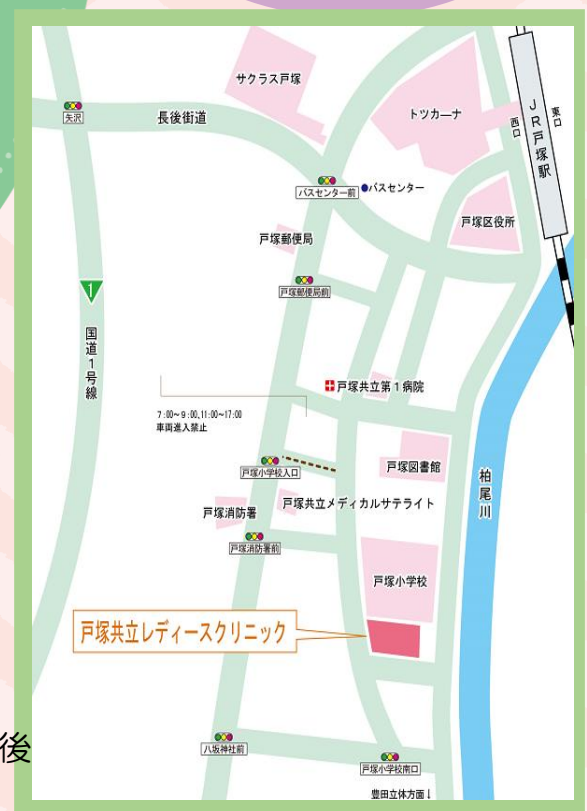 サクラス戸塚
トツカーナ
JR戸塚駅
西口
東口
矢沢
長後街道
バスセンター前
バスセンター
戸塚区役所
戸塚郵便局
戸塚郵便局前
1
国道1号線
戸塚共立第1病院
7:00~9:00、11:00~17:00
車両進入禁止
戸塚小学校入口
戸塚図書館
柏尾川
戸塚共立メディカルサテライト
戸塚消防署
戸塚消防署前
戸塚小学校
戸塚共立レディースクリニック
後
八坂神社前
戸塚小学校南口
豊田立体方面↓